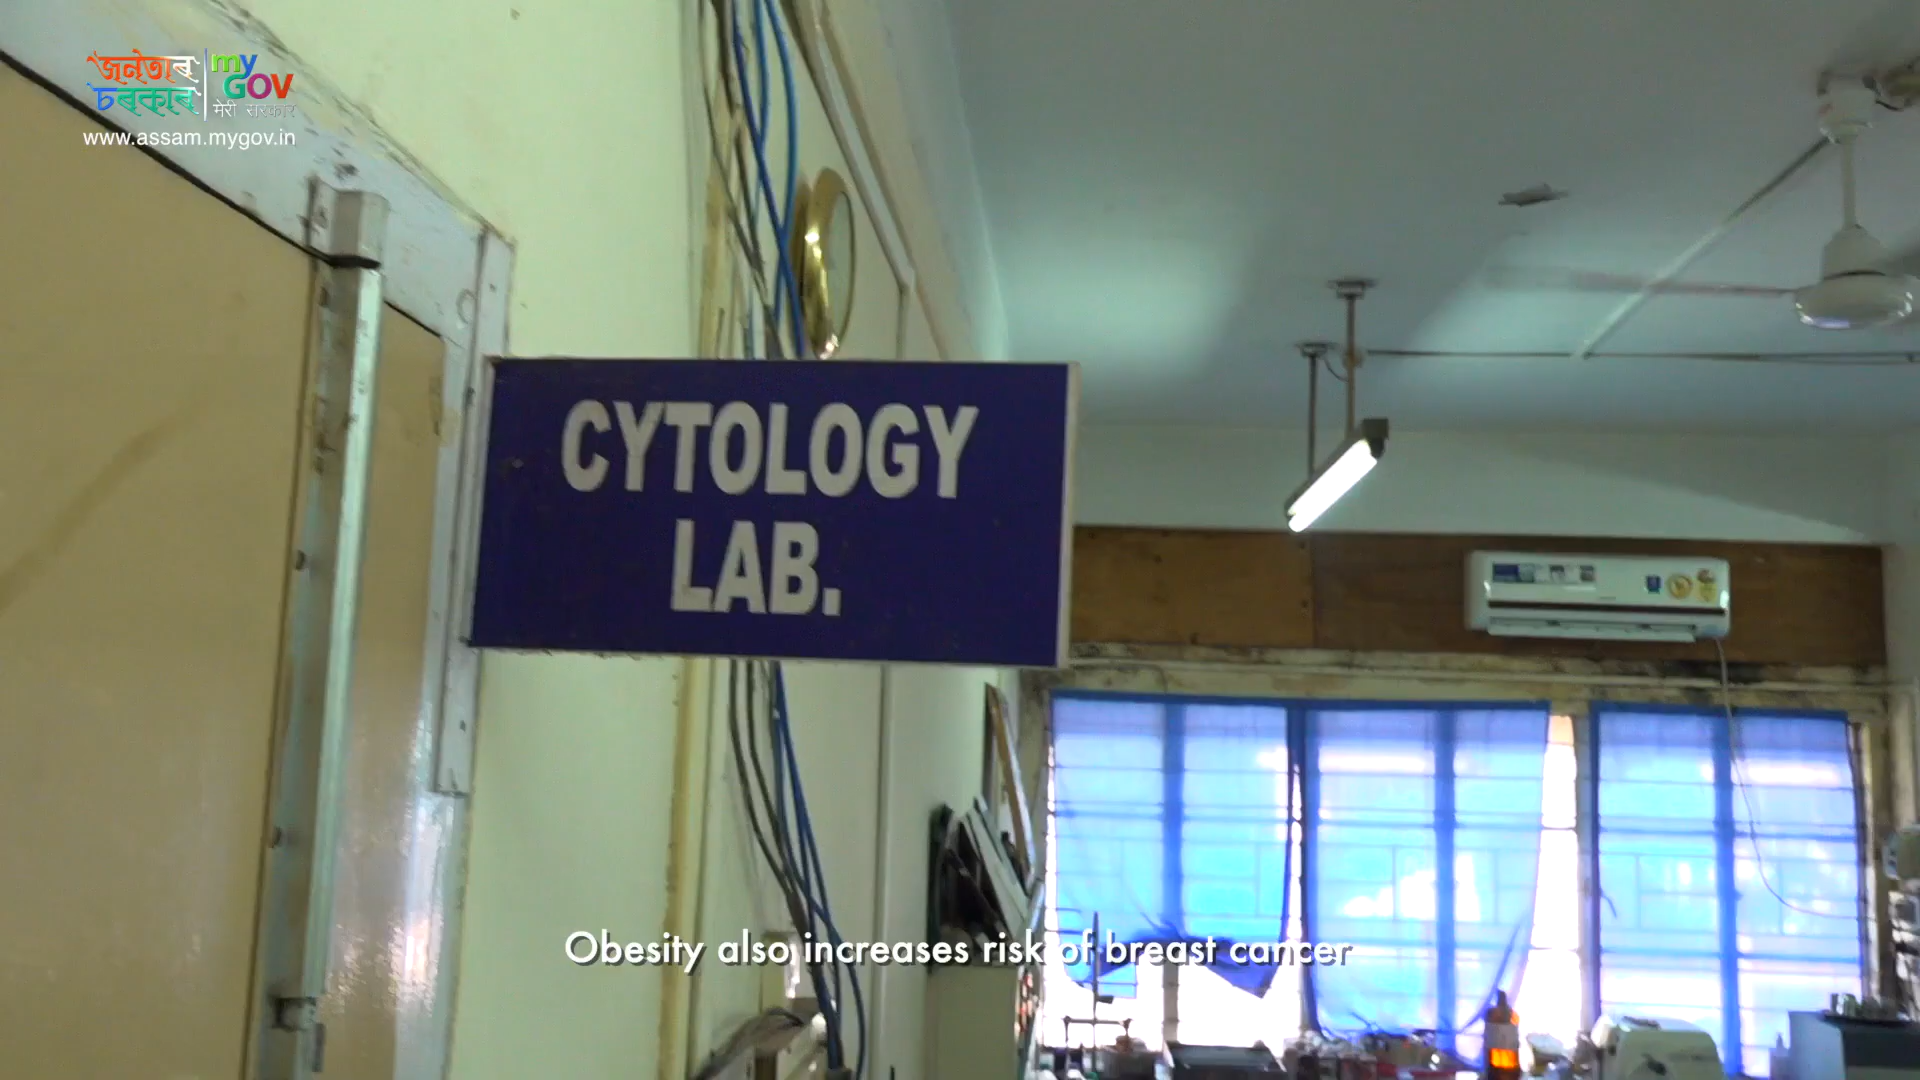 জনতাৰ
চৰকাৰ
my
GOV
मेरी सरकार
www.assam.mygov.in
CYTOLOGY
LAB.
Obesity also increases risk of breast cancer